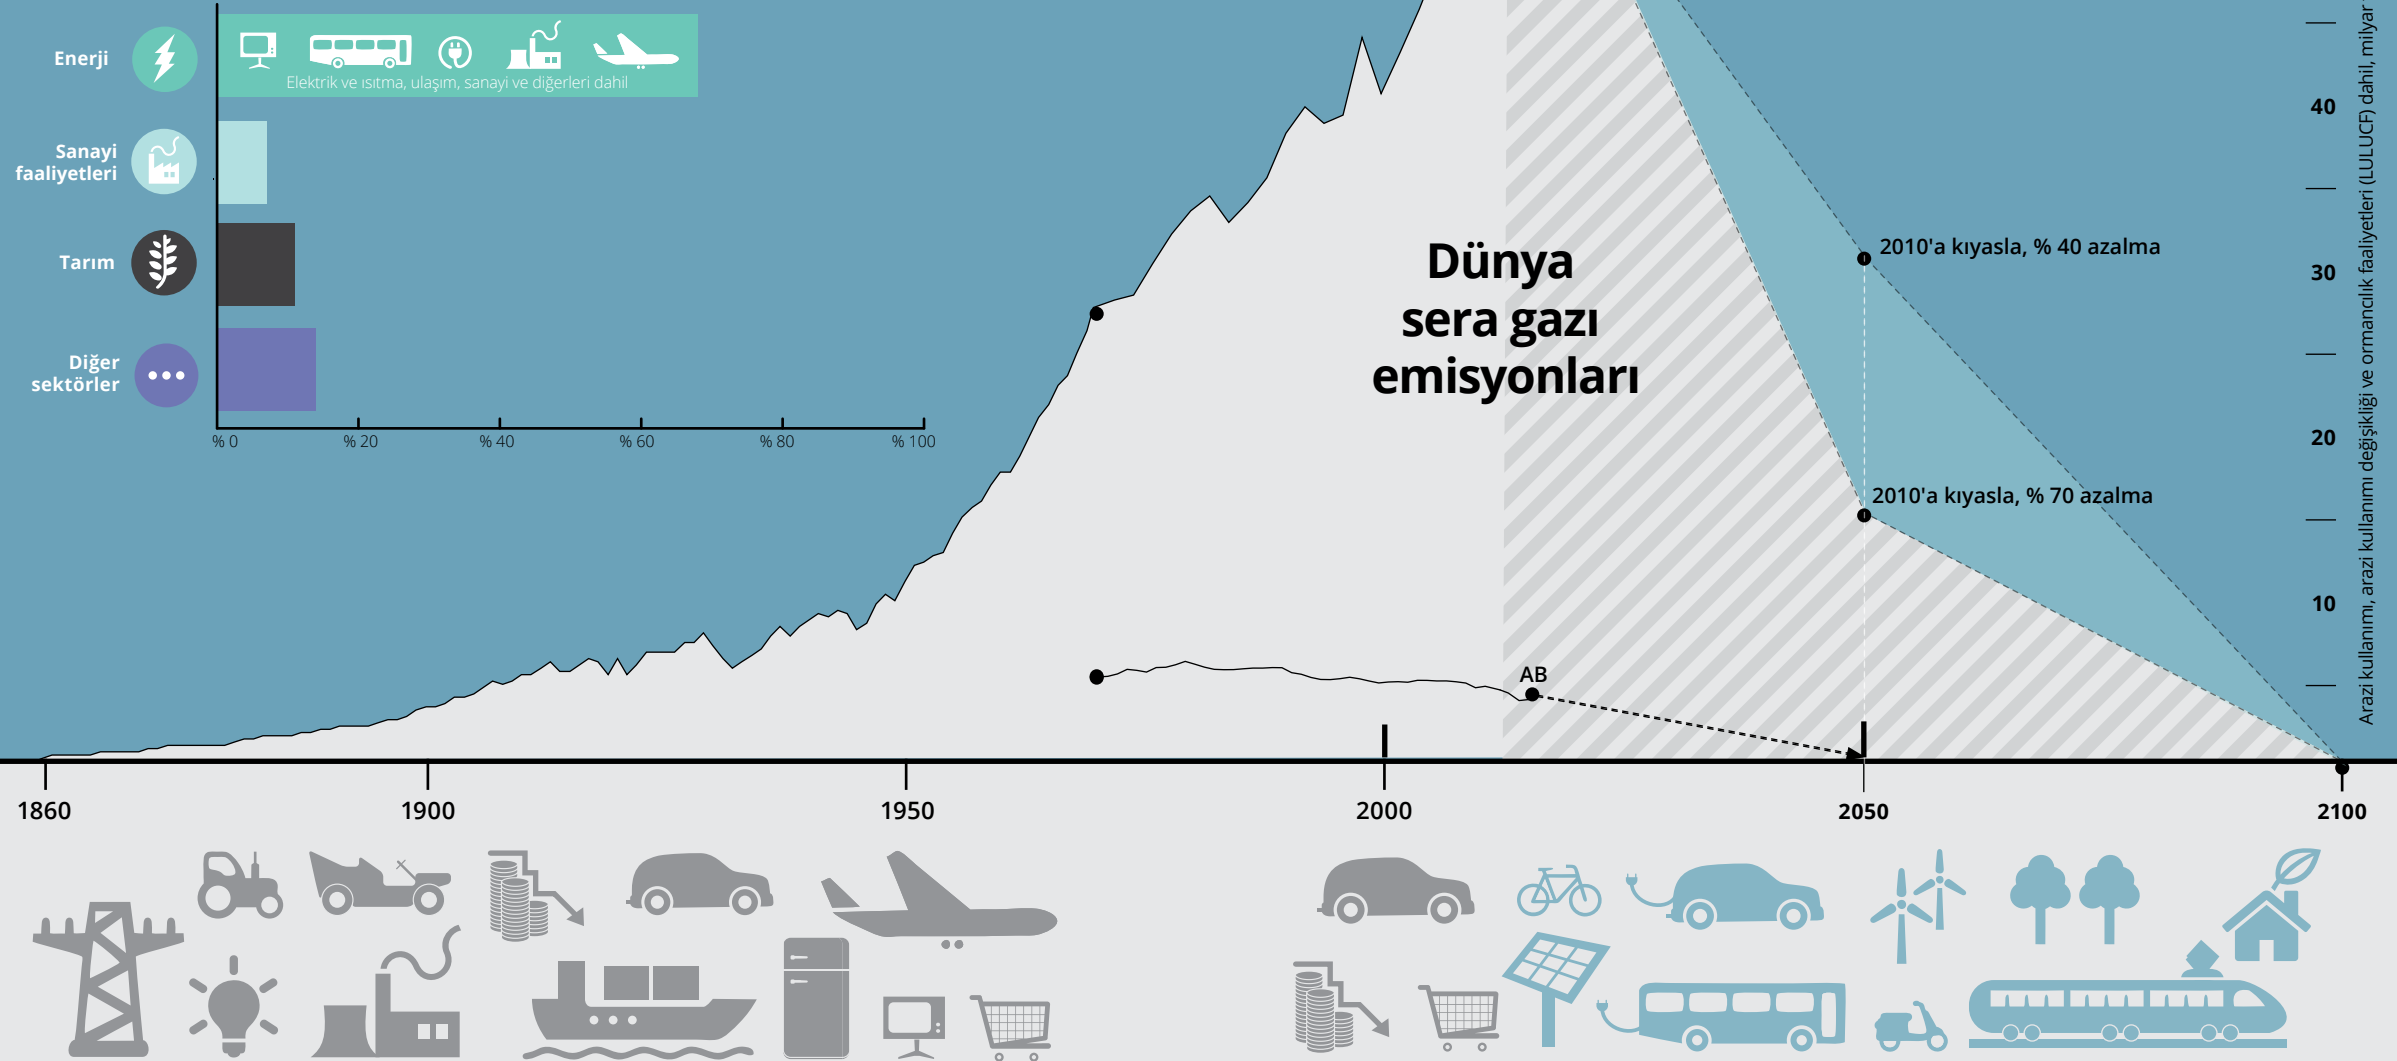 Enerji
Elektrik ve ısıtma, ulaşım, sanayi ve diğerleri dahil
Sanayi
faaliyetleri
Tarım
Diğer
sektörler
% 0
% 20
% 40
% 60
% 80
% 100
Dünya
sera gazı
emisyonları
2010'a kıyasla, % 40 azalma
2010'a kıyasla, % 70 azalma
AB
40
30
20
10
Arazi kullanımı, arazi kullanımı değişikliği ve ormancılık faaliyetleri (LULUCF) dahil, milyar
1860
1900
1950
2000
2050
2100